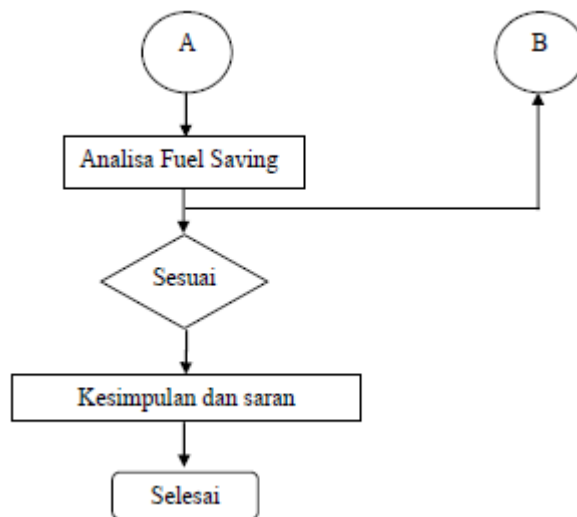 A
B
Analisa Fuel Saving
Sesuai
Kesimpulan dan saran
Selesai